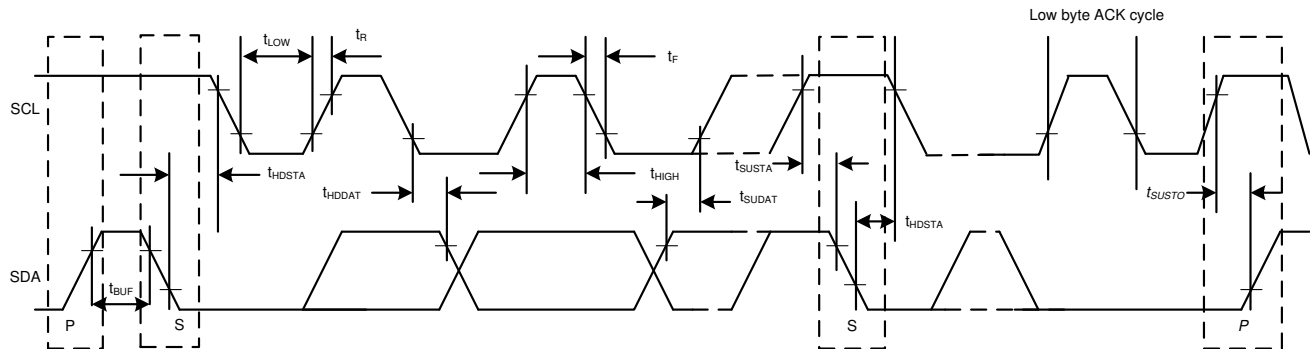 Low byte ACK cycle
tLOW
tR
tF
SCL
tHDSTA
tHDDAT
tHIGH
tSUDAT
tSUSTA
tHDSTA
tSUSTO
SDA
tBUF
P
S
S
P